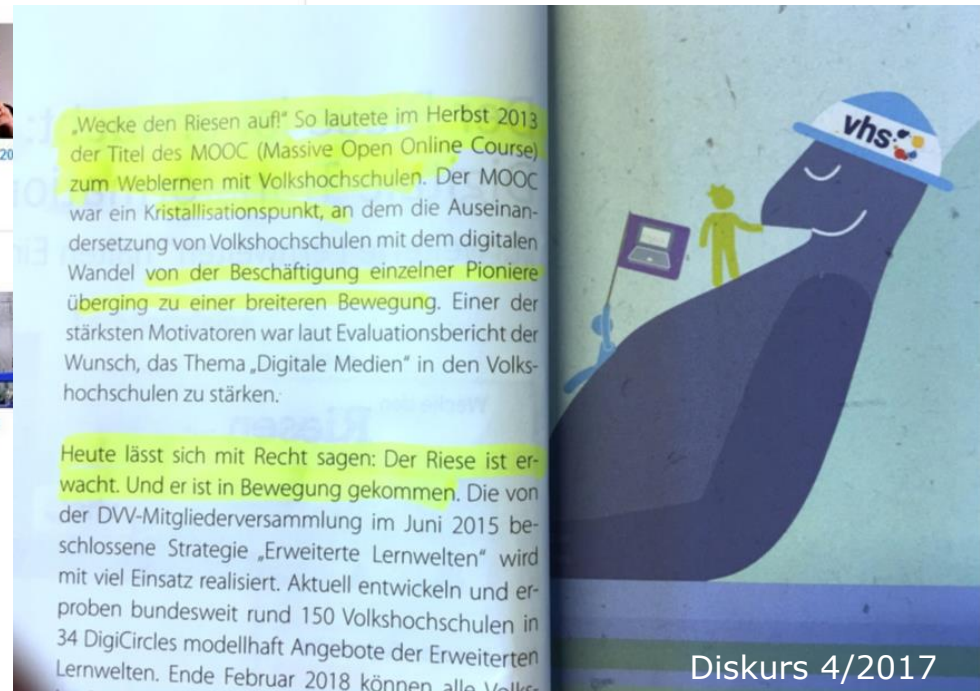 „Wecke den Riesen auf!“ So lautete im Herbst 2013
der Titel des MOOC (Massive Open Online Course)
zum Weblernen mit Volkshochschulen. Der MOOC
war ein Kristallisationspunkt, an dem die Auseinan-
dersetzung von Volkshochschulen mit dem digitalen
Wandel von der Beschäftigung einzelner Pioniere
überging zu einer breiteren Bewegung. Einer der
stärksten Motivatoren war laut Evaluationsbericht der
Wunsch, das Thema „Digitale Medien“ in den Volks-
hochschulen zu stärken.
Heute lässt sich mit Recht sagen: Der Riese ist er-
wacht. Und er ist in Bewegung gekommen. Die von
der DVV-Mitgliederversammlung im Juni 2015 be-
schlossene Strategie „Erweiterte Lernwelten“ wird
mit viel Einsatz realisiert. Aktuell entwickeln und er-
proben bundesweit rund 150 Volkshochschulen in
34 DigiCircles modellhaft Angebote der Erweiterten
Lernwelten. Ende Februar 2018 können alle Volks-
vhs
Diskurs 4/2017
20